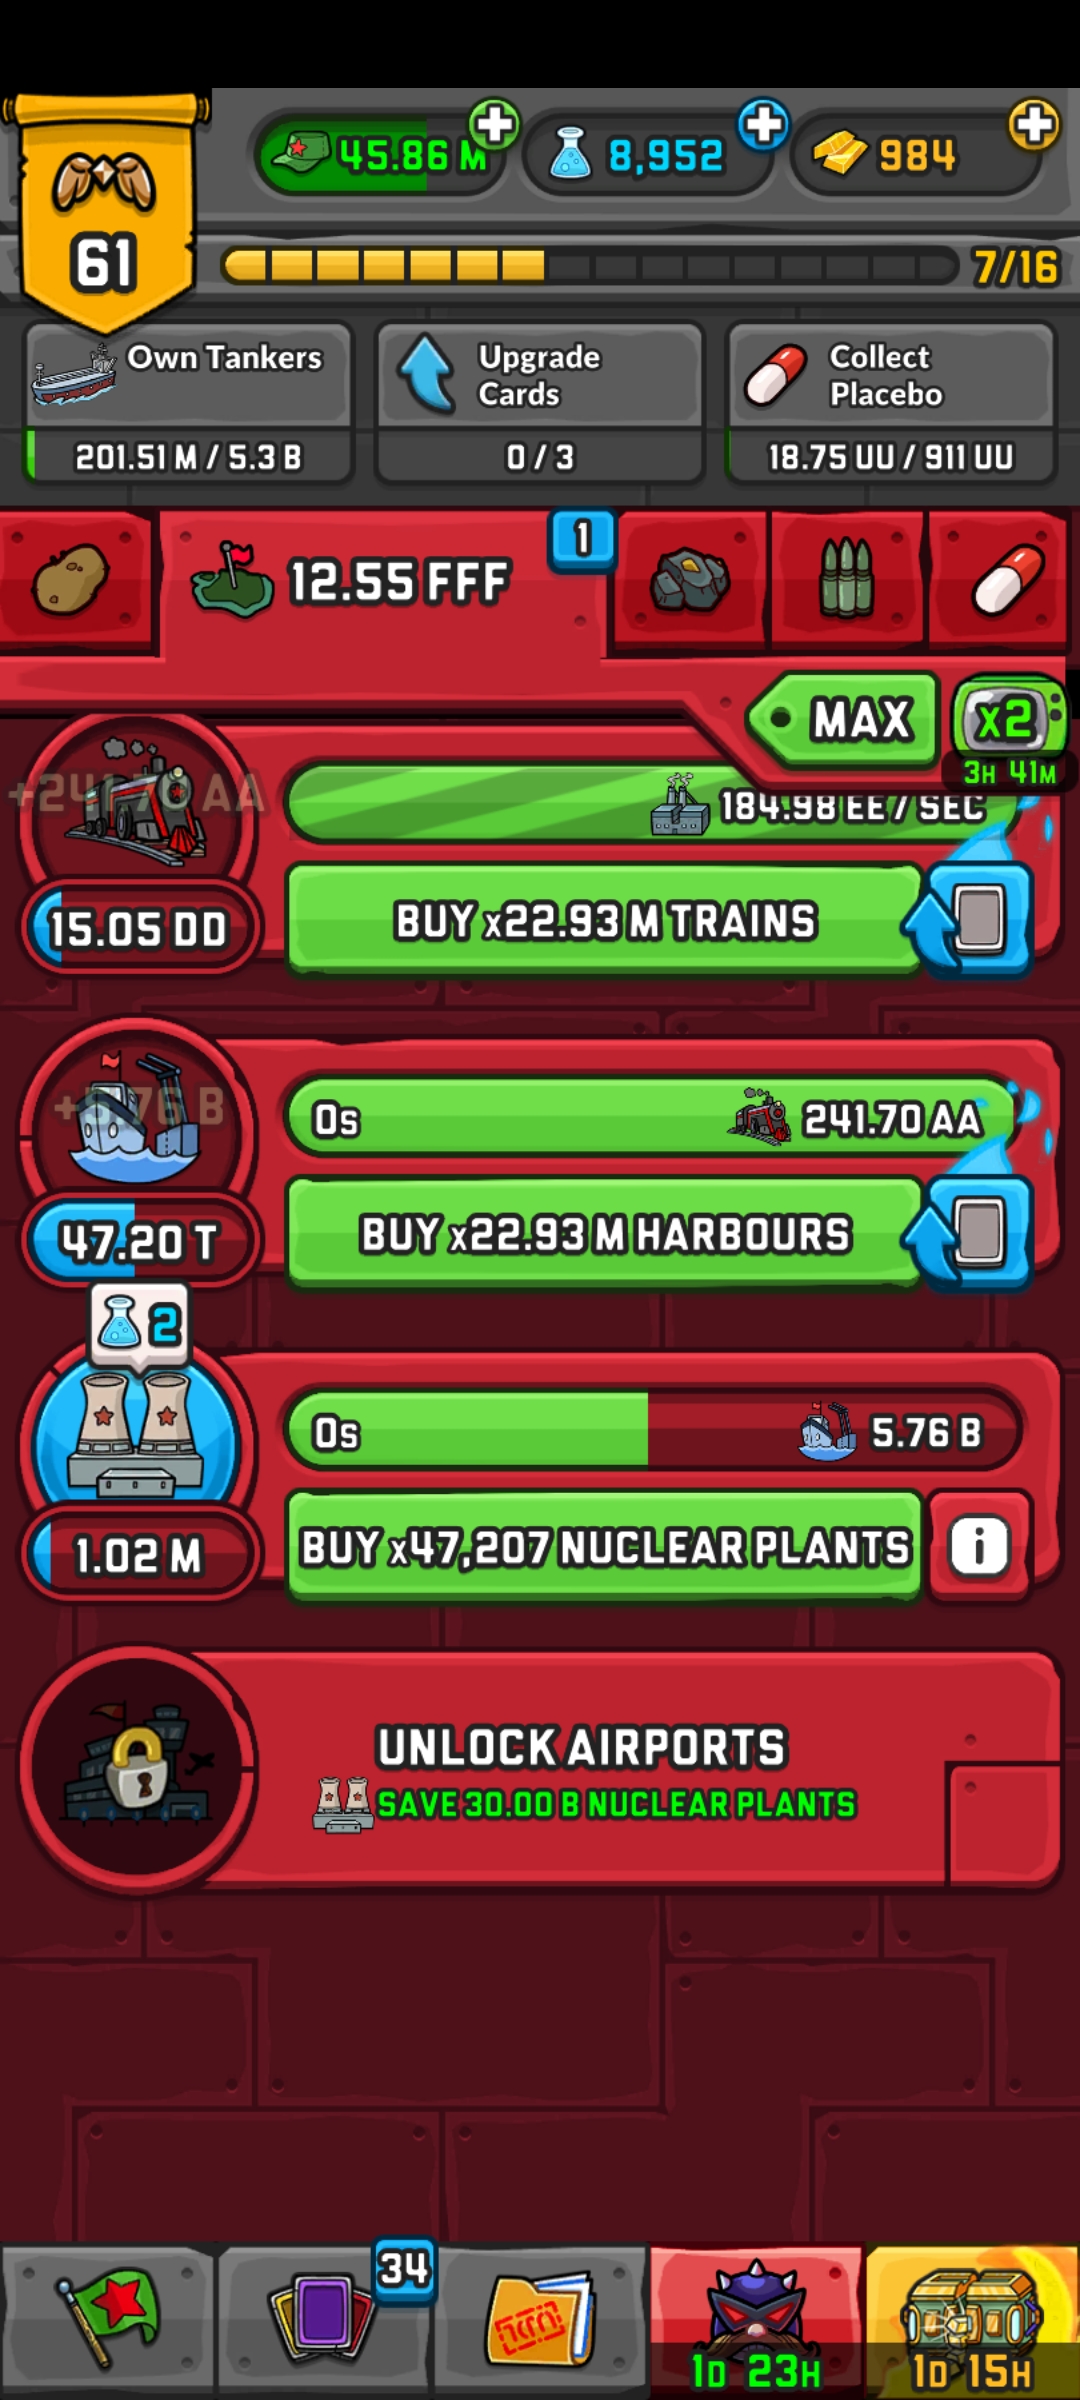 45.86 M
8,952
984
61
7/16
Own Tankers
201.51 M / 5.3 B
Upgrade
Cards
0 / 3
Collect
Placebo
18.75 UU / 911 UU
12.55 FFF
1
MAX
x2
3H 41M
+241.70 AA
184.98 EE / SEC
15.05 DD
BUY x22.93 M TRAINS
+5.76 B
0s
241.70 AA
47.20 T
BUY x22.93 M HARBOURS
2
0s
5.76 B
1.02 M
BUY x47,207 NUCLEAR PLANTS
i
UNLOCK AIRPORTS
SAVE 30.00 B NUCLEAR PLANTS
34
1D 23H
1D 15H